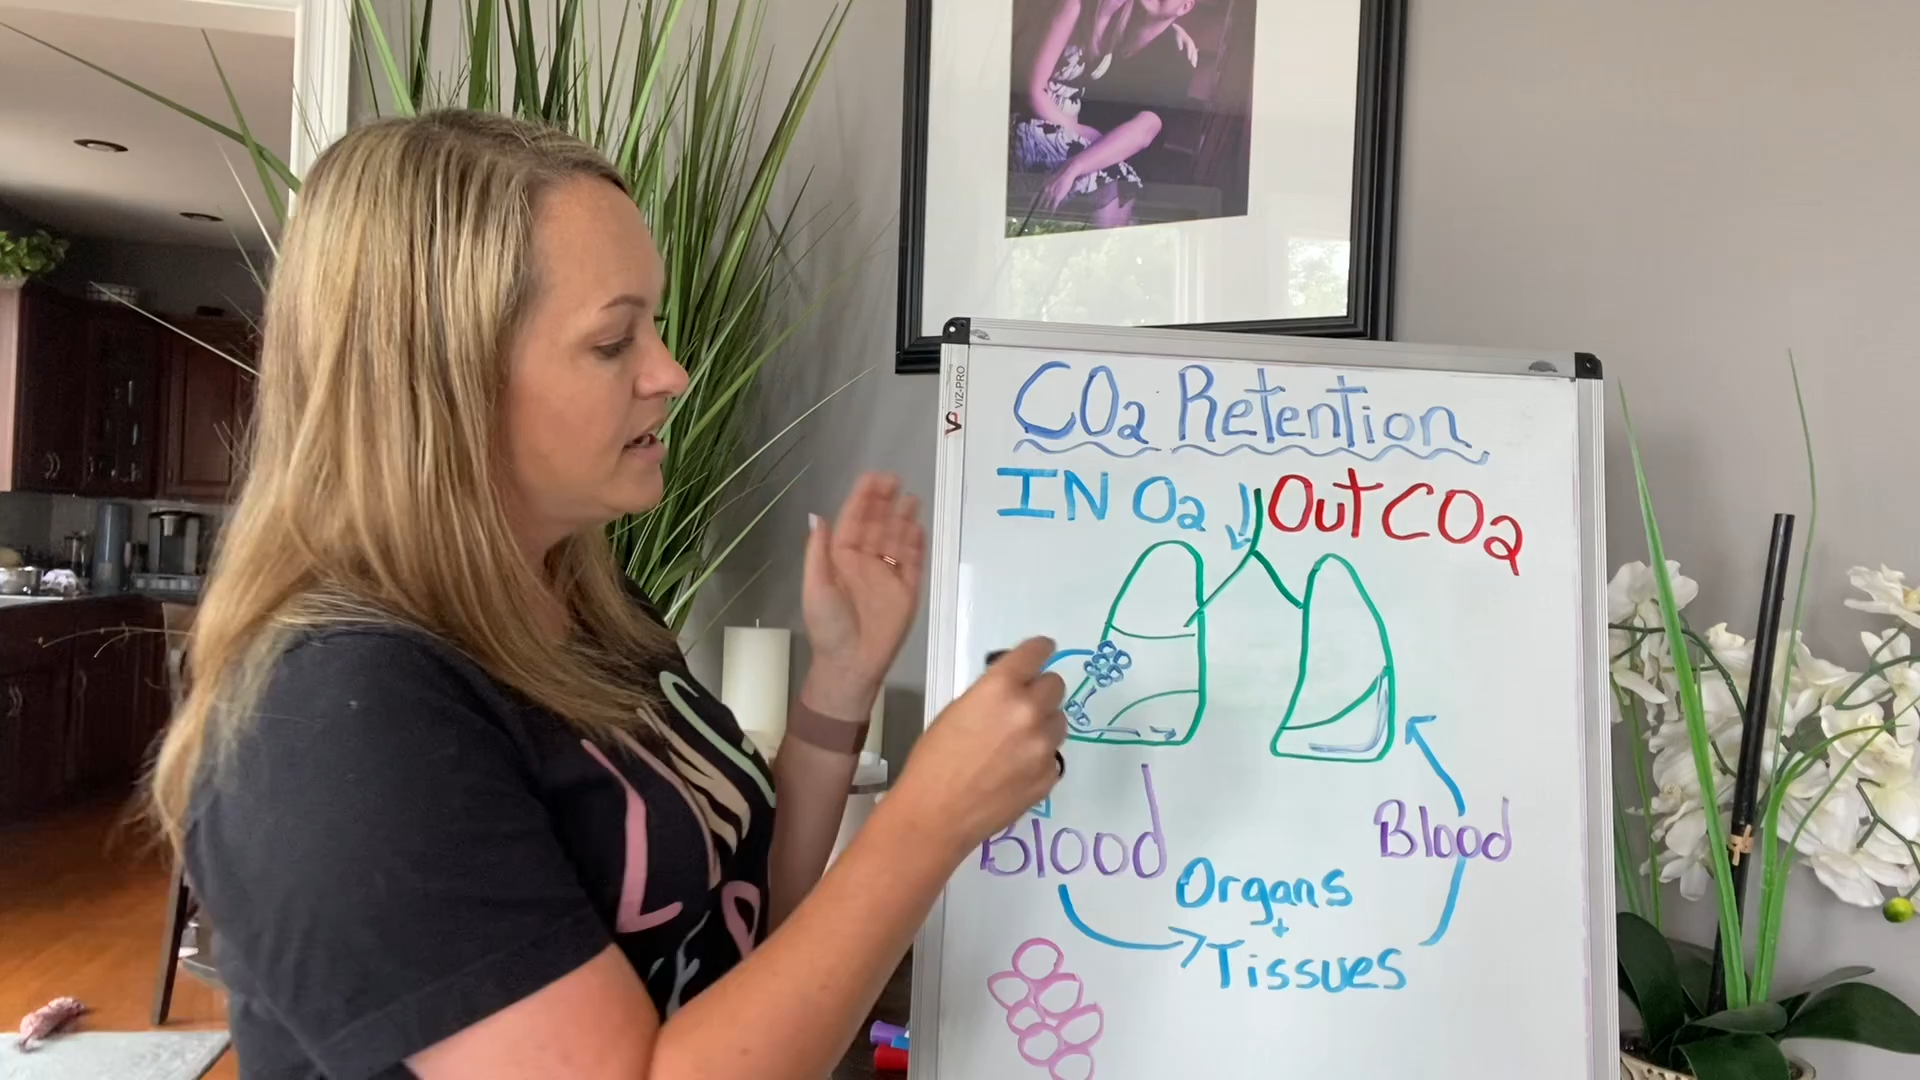 VIZ-PRO
CO2 Retention
IN O2 Out CO2
Blood
Blood
Organs
+
Tissues